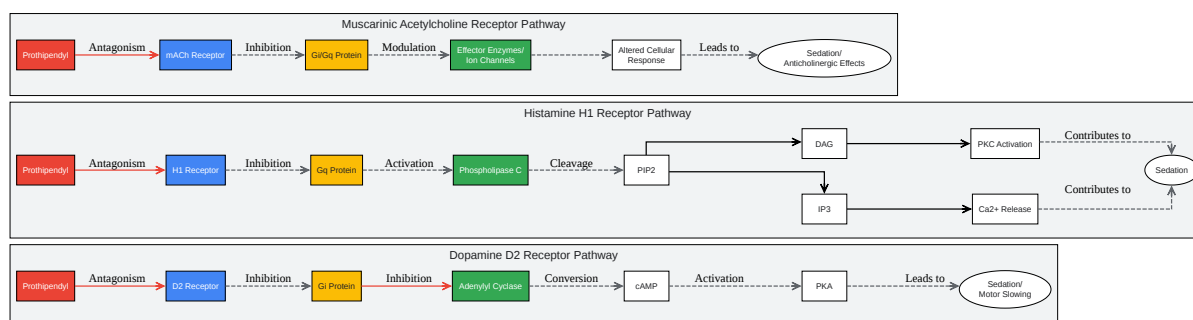 Muscarinic Acetylcholine Receptor Pathway
Prothipendyl
Antagonism
mACh Receptor
Inhibition
Gi/Gq Protein
Modulation
Effector Enzymes/
Ion Channels
Altered Cellular
Response
Leads to
Sedation/
Anticholinergic Effects
Histamine H1 Receptor Pathway
Prothipendyl
Antagonism
H1 Receptor
Inhibition
Gq Protein
Activation
Phospholipase C
Cleavage
PIP2
DAG
PKC Activation
Contributes to
IP3
Ca2+ Release
Contributes to
Sedation
Dopamine D2 Receptor Pathway
Prothipendyl
Antagonism
D2 Receptor
Inhibition
Gi Protein
Inhibition
Adenylyl Cyclase
Conversion
cAMP
Activation
PKA
Leads to
Sedation/
Motor Slowing